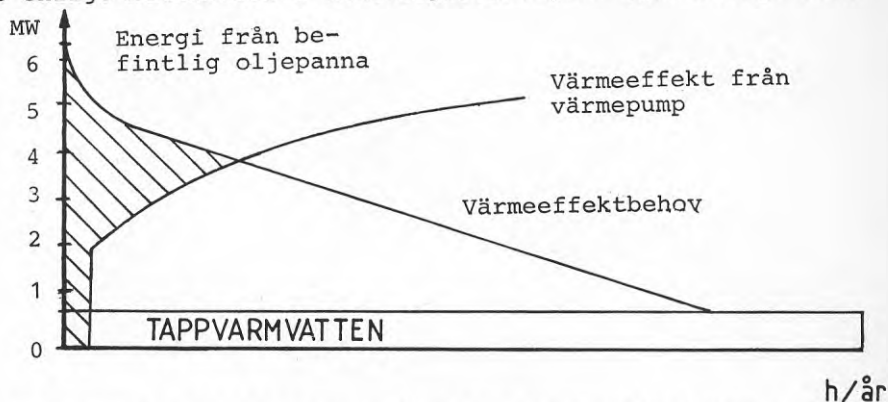 MW
Energi från be-
fintlig oljepanna
6
Värmeeffekt från
värmepump
5
4
3
Värmeeffektbehov
2
1
TAPPVARMVATTEN
0
h/år